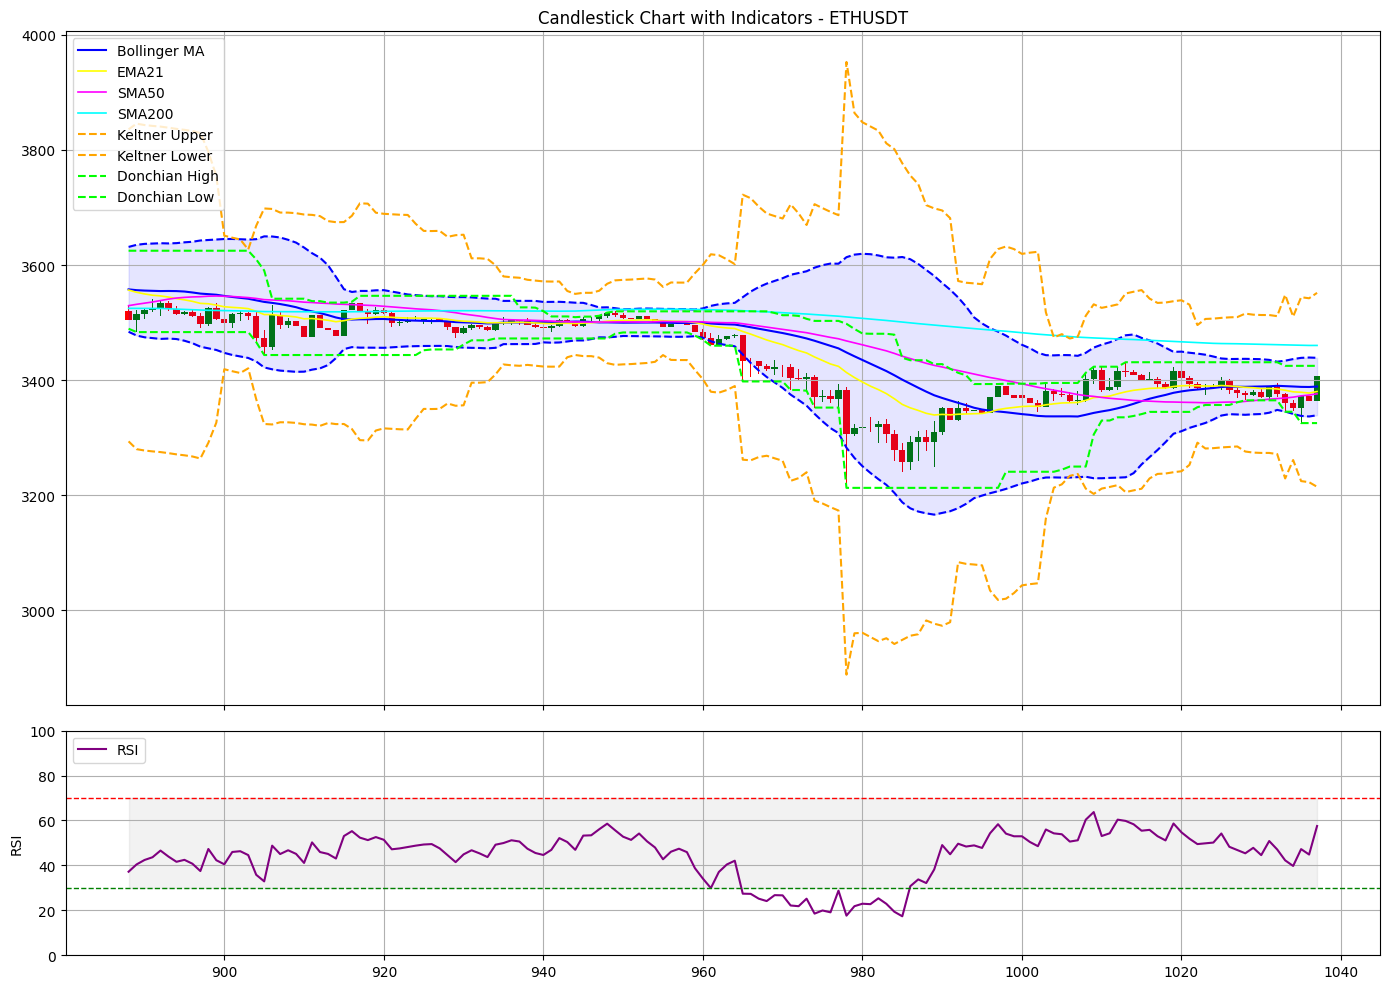 Candlestick Chart with Indicators - ETHUSDT
4000
3800
3600
3400
3200
3000
Bollinger MA
EMA21
SMA50
SMA200
Keltner Upper
Keltner Lower
Donchian High
Donchian Low
100
80
60
40
20
0
RSI
RSI
900
920
940
960
980
1000
1020
1040